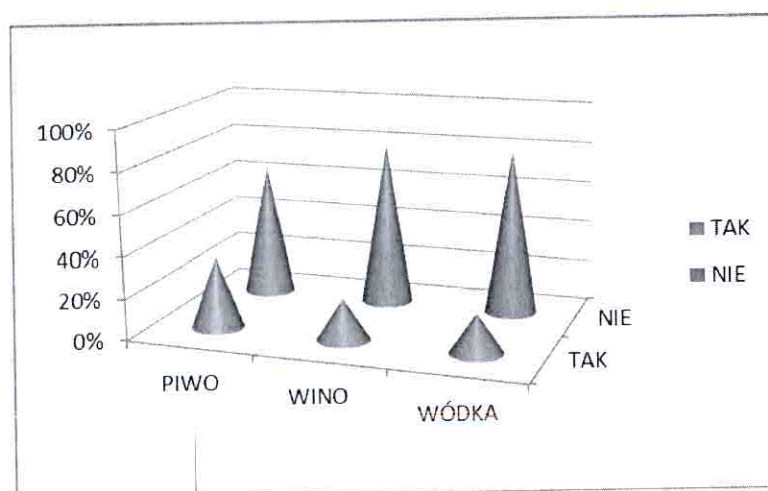 100%
80%
60%
40%
20%
0%
PIWO
WINO
WÓDKA
NIE
TAK
TAK
NIE